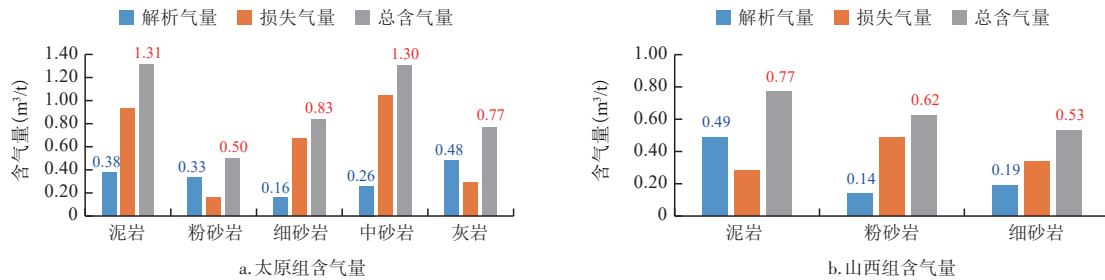 解析气量 损失气量 总含气量
含气量(m³/t)
1.40
1.20
1.00
0.80
0.60
0.40
0.20
0
0.38 1.31
0.33 0.50
0.16 0.83
0.26 1.30
0.48 0.77
泥岩 粉砂岩 细砂岩 中砂岩 灰岩
a.太原组含气量
解析气量 损失气量 总含气量
含气量(m³/t)
1.00
0.80
0.60
0.40
0.20
0
0.49 0.77
0.14 0.62
0.19 0.53
泥岩 粉砂岩 细砂岩
b.山西组含气量